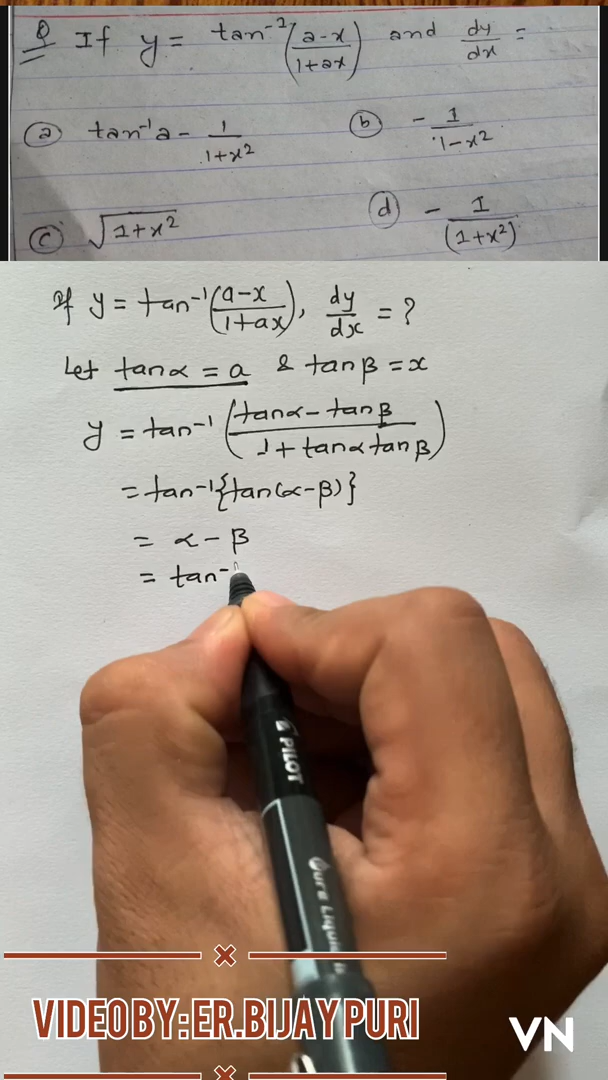 Q If y = tan⁻¹(a-x/1+ax) and dy/dx =
(a) tan⁻¹a - 1/1+x² (b) - 1/1-x²
(c) √1+x² (d) - 1/(1+x²)
If y = tan⁻¹(a-x/1+ax), dy/dx = ?
Let tanα = a & tanβ = x
y = tan⁻¹(tanα - tanβ/1 + tanα tanβ)
= tan⁻¹{tan(α-β)}
= α - β
= tan⁻¹
PILOT
VIDEO BY: ER. BIJAY PURI
VN